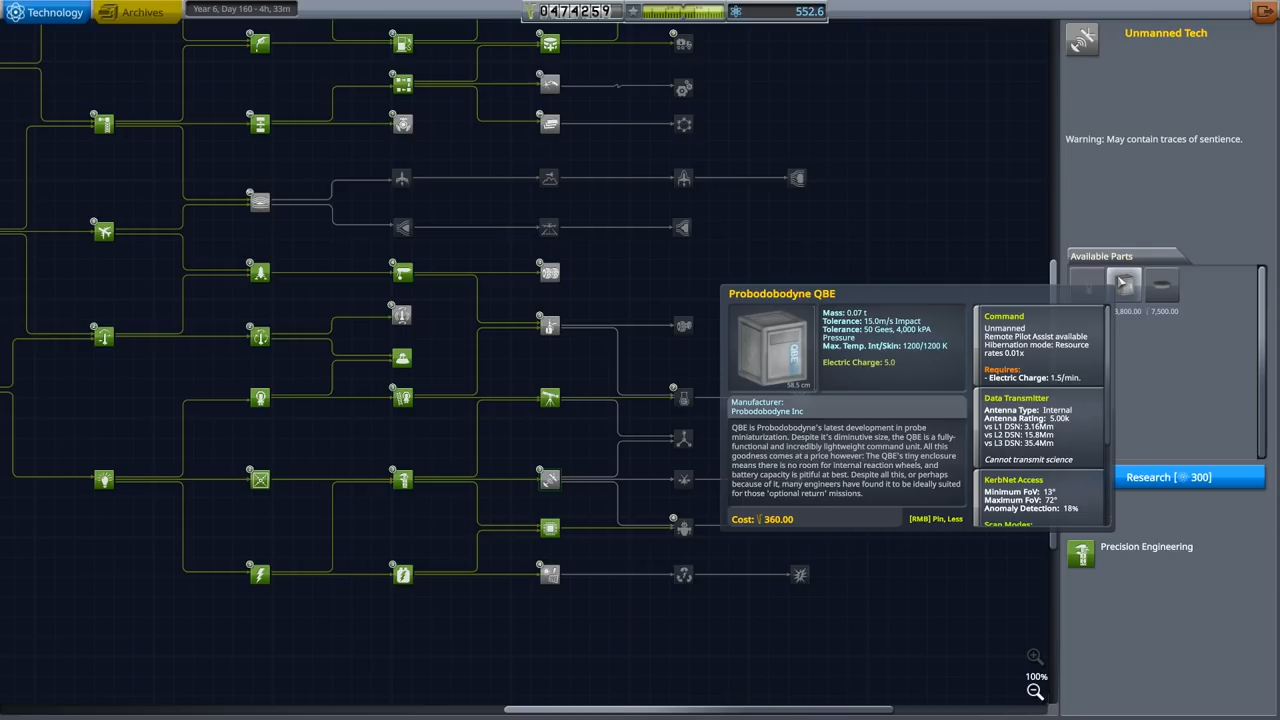 Technology
Archives
Year 6, Day 160 - 4h, 33m
0474259
552.6
Unmanned Tech
Warning: May contain traces of sentience.
Available Parts
3,800.00
7,500.00
Probodobodyne QBE
Mass: 0.07 t
Tolerance: 15.0m/s Impact
Tolerance: 50 Gees, 4,000 kPA
Pressure
Max. Temp. Int/Skin: 1200/1200 K
Electric Charge: 5.0
QBE
58.5 cm
Manufacturer:
Probodobodyne Inc
QBE is Probodobodyne's latest development in probe
miniaturization. Despite it's diminutive size, the QBE is a fully-
functional and incredibly lightweight command unit. All this
goodness comes at a price however: The QBE's tiny enclosure
means there is no room for internal reaction wheels, and
battery capacity is pitiful at best. Despite all this, or perhaps
because of it, many engineers have found it to be ideally suited
for those 'optional return' missions.
Cost: 360.00
[RMB] Pin, Less
Command
Unmanned
Remote Pilot Assist available
Hibernation mode: Resource
rates 0.01x
Requires:
- Electric Charge: 1.5/min.
Data Transmitter
Antenna Type: Internal
Antenna Rating: 5.00k
vs L1 DSN: 3.16Mm
vs L2 DSN: 15.8Mm
vs L3 DSN: 35.4Mm
Cannot transmit science
KerbNet Access
Minimum FoV: 13°
Maximum FoV: 72°
Anomaly Detection: 18%
Scan Modes:
Research [300]
Precision Engineering
100%